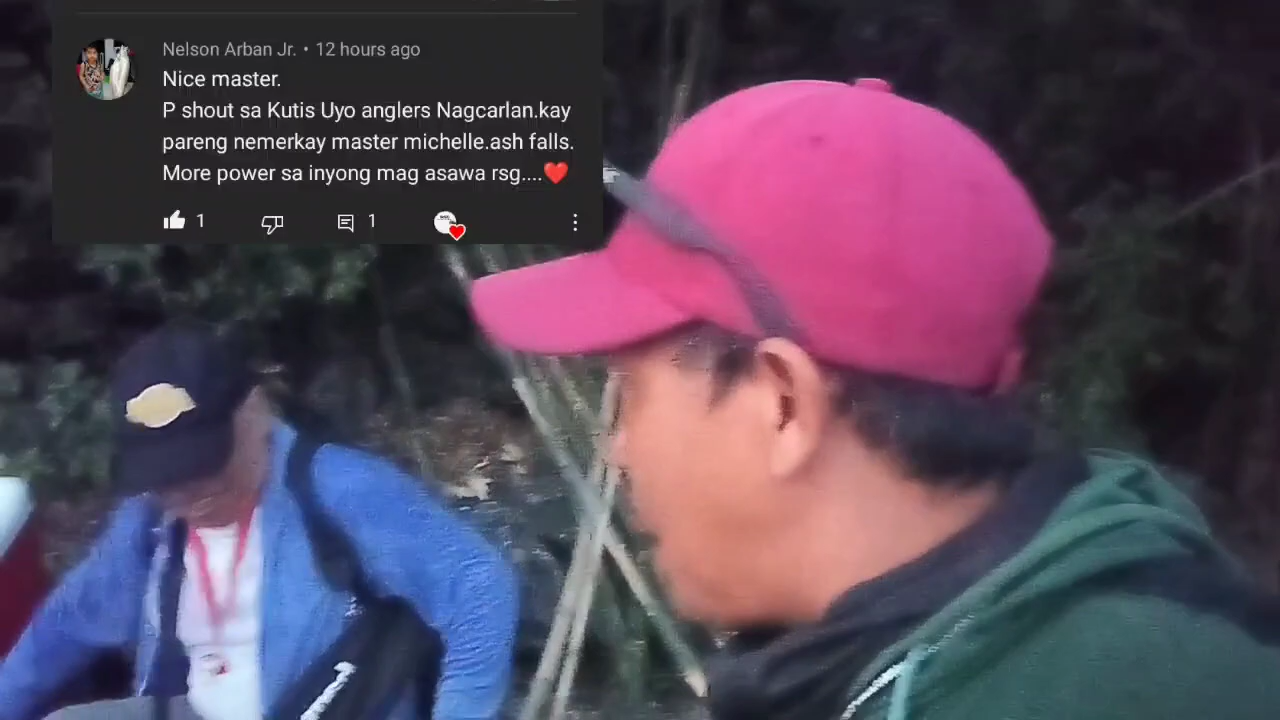 Nelson Arban Jr. • 12 hours ago
Nice master.
P shout sa Kutis Uyo anglers Nagcarlan.kay
pareng nemerkay master michelle.ash falls.
More power sa inyong mag asawa rsg....❤️
1
1